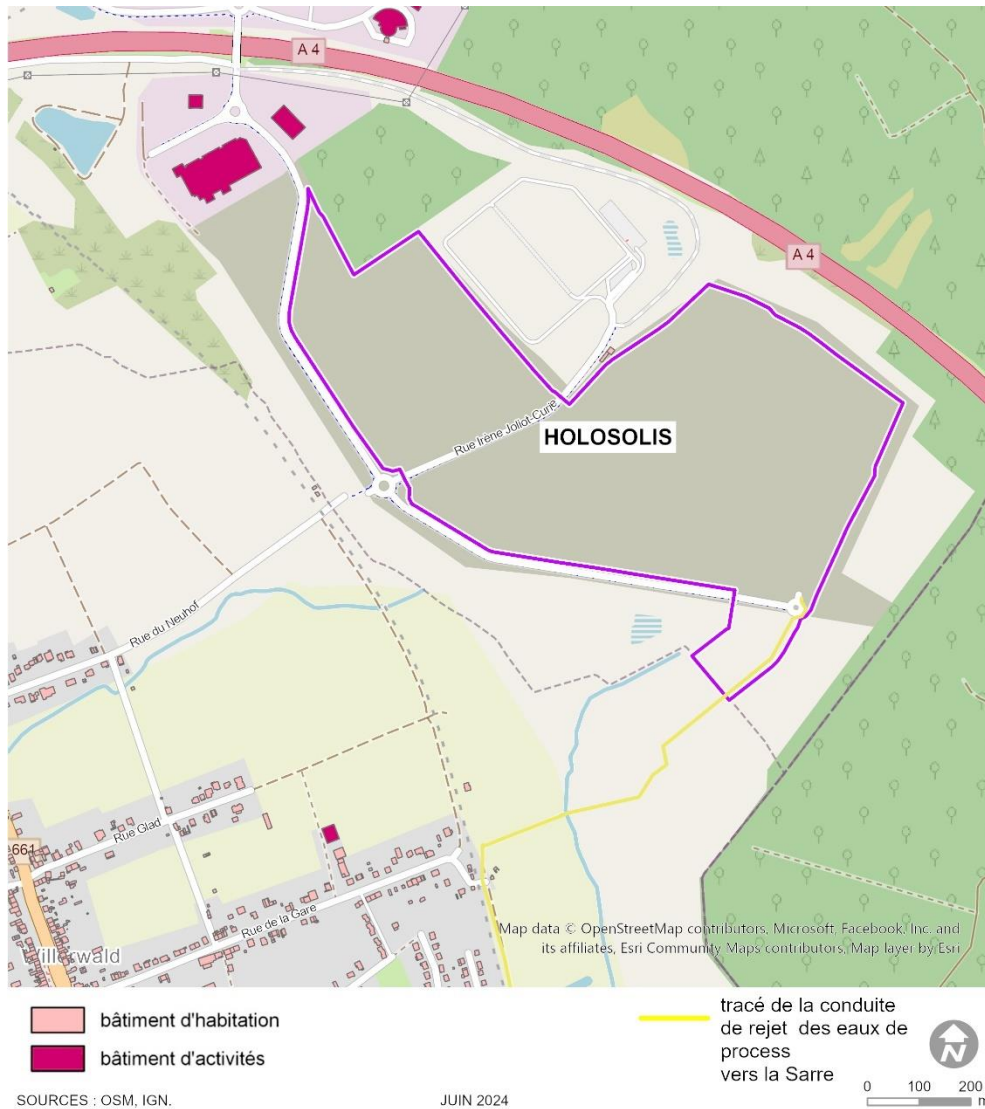 A 4
A 4
Rue Irène Joliot-Curie
HOLOSOLIS
Rue du Neuhof
Rue Glad
661
Rue de la Gare
Willerwald
Map data © OpenStreetMap contributors, Microsoft, Facebook, Inc. and
its affiliates, Esri Community Maps contributors, Map layer by Esri
bâtiment d'habitation
bâtiment d'activités
tracé de la conduite
de rejet des eaux de
process
vers la Sarre
N
0 100 200
m
SOURCES : OSM, IGN.
JUIN 2024